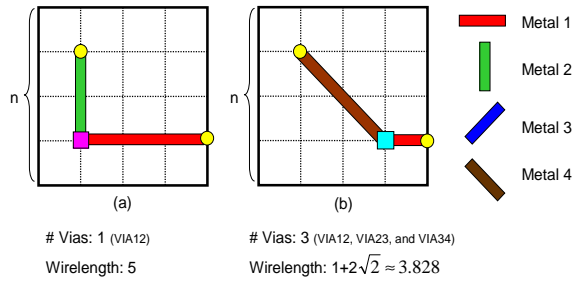 n
(a)
# Vias: 1 (VIA12)
Wirelength: 5
n
(b)
# Vias: 3 (VIA12, VIA23, and VIA34)
Wirelength: 1+2√2 ≈ 3.828
Metal 1
Metal 2
Metal 3
Metal 4